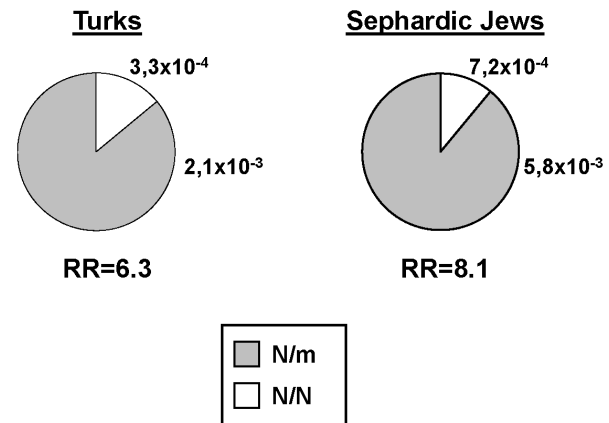 Turks
3,3x10⁻⁴
2,1x10⁻³
RR=6.3
Sephardic Jews
7,2x10⁻⁴
5,8x10⁻³
RR=8.1
N/m
N/N